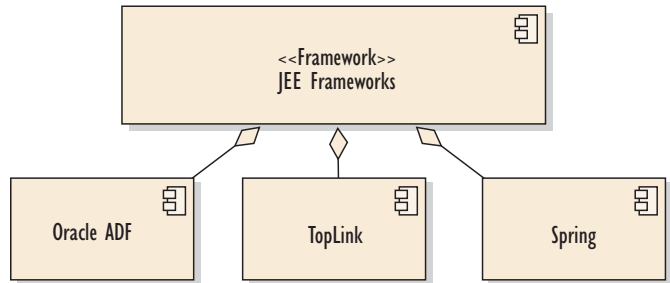 <<Framework>>
JEE Frameworks
Oracle ADF
TopLink
Spring